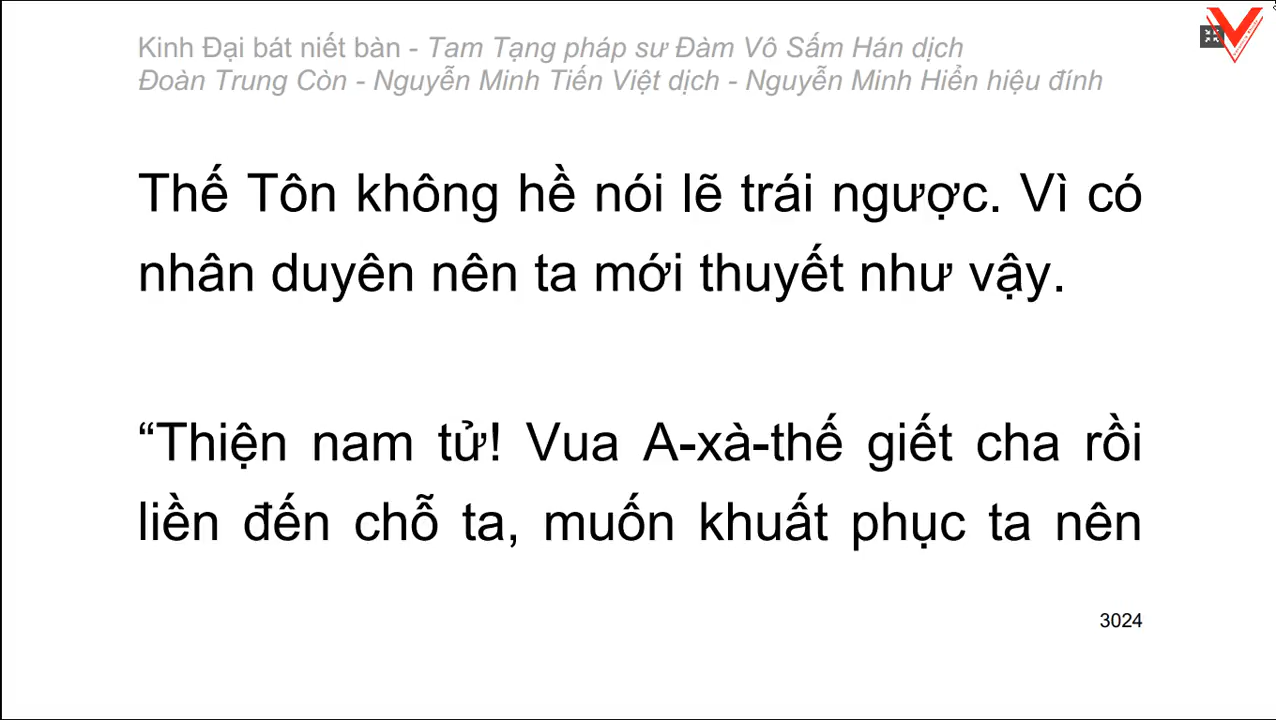 Kinh Đại bát niết bàn - Tam Tạng pháp sư Đàm Vô Sấm Hán dịch
Đoàn Trung Còn - Nguyễn Minh Tiến Việt dịch - Nguyễn Minh Hiển hiệu đính
Thế Tôn không hề nói lẽ trái ngược. Vì có
nhân duyên nên ta mới thuyết như vậy.
“Thiện nam tử! Vua A-xà-thế giết cha rồi
liền đến chỗ ta, muốn khuất phục ta nên
3024